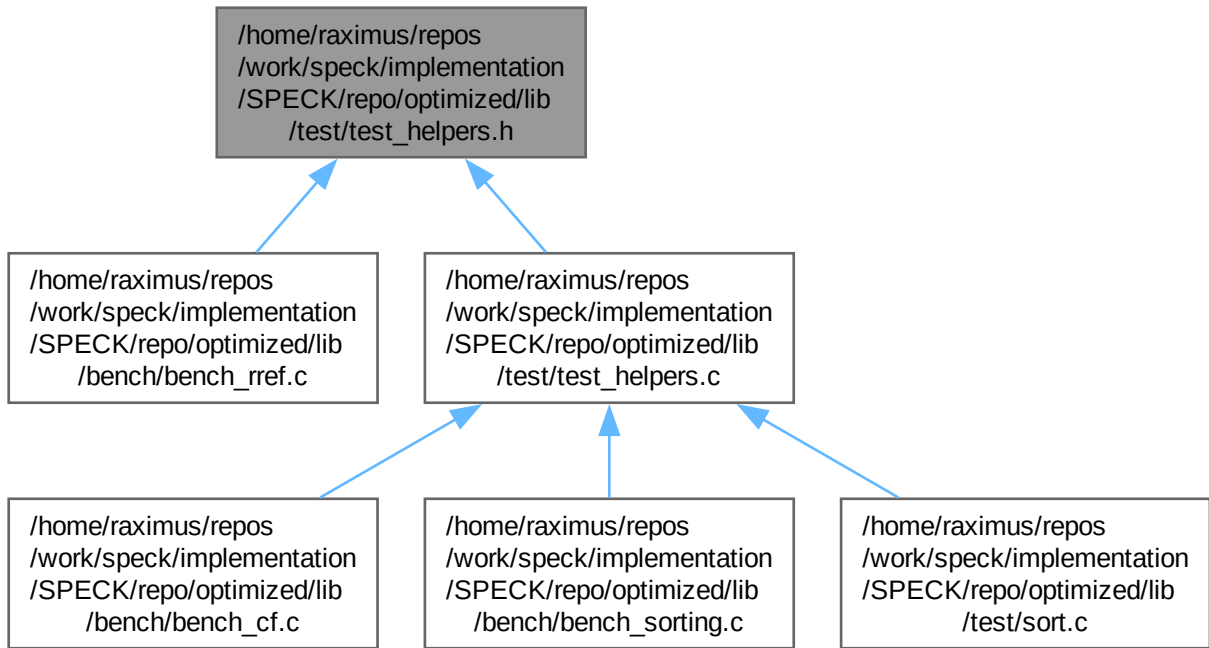 /home/raximus/repos
/work/speck/implementation
/SPECK/repo/optimized/lib
/test/test_helpers.h
/home/raximus/repos
/work/speck/implementation
/SPECK/repo/optimized/lib
/bench/bench_rref.c
/home/raximus/repos
/work/speck/implementation
/SPECK/repo/optimized/lib
/test/test_helpers.c
/home/raximus/repos
/work/speck/implementation
/SPECK/repo/optimized/lib
/bench/bench_cf.c
/home/raximus/repos
/work/speck/implementation
/SPECK/repo/optimized/lib
/bench/bench_sorting.c
/home/raximus/repos
/work/speck/implementation
/SPECK/repo/optimized/lib
/test/sort.c